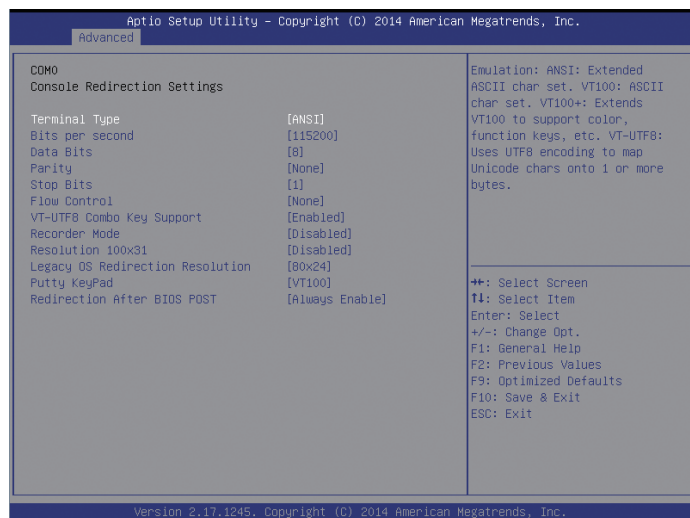 Aptio Setup Utility – Copyright (C) 2014 American Megatrends, Inc.
Advanced
COM0
Console Redirection Settings
Terminal Type [ANSI]
Bits per second [115200]
Data Bits [8]
Parity [None]
Stop Bits [1]
Flow Control [None]
VT-UTF8 Combo Key Support [Enabled]
Recorder Mode [Disabled]
Resolution 100x31 [Disabled]
Legacy OS Redirection Resolution [80x24]
Putty KeyPad [VT100]
Redirection After BIOS POST [Always Enable]
Emulation: ANSI: Extended
ASCII char set. VT100: ASCII
char set. VT100+: Extends
VT100 to support color,
function keys, etc. VT-UTF8:
Uses UTF8 encoding to map
Unicode chars onto 1 or more
bytes.
→←: Select Screen
↑↓: Select Item
Enter: Select
+/-: Change Opt.
F1: General Help
F2: Previous Values
F9: Optimized Defaults
F10: Save & Exit
ESC: Exit
Version 2.17.1245. Copyright (C) 2014 American Megatrends, Inc.